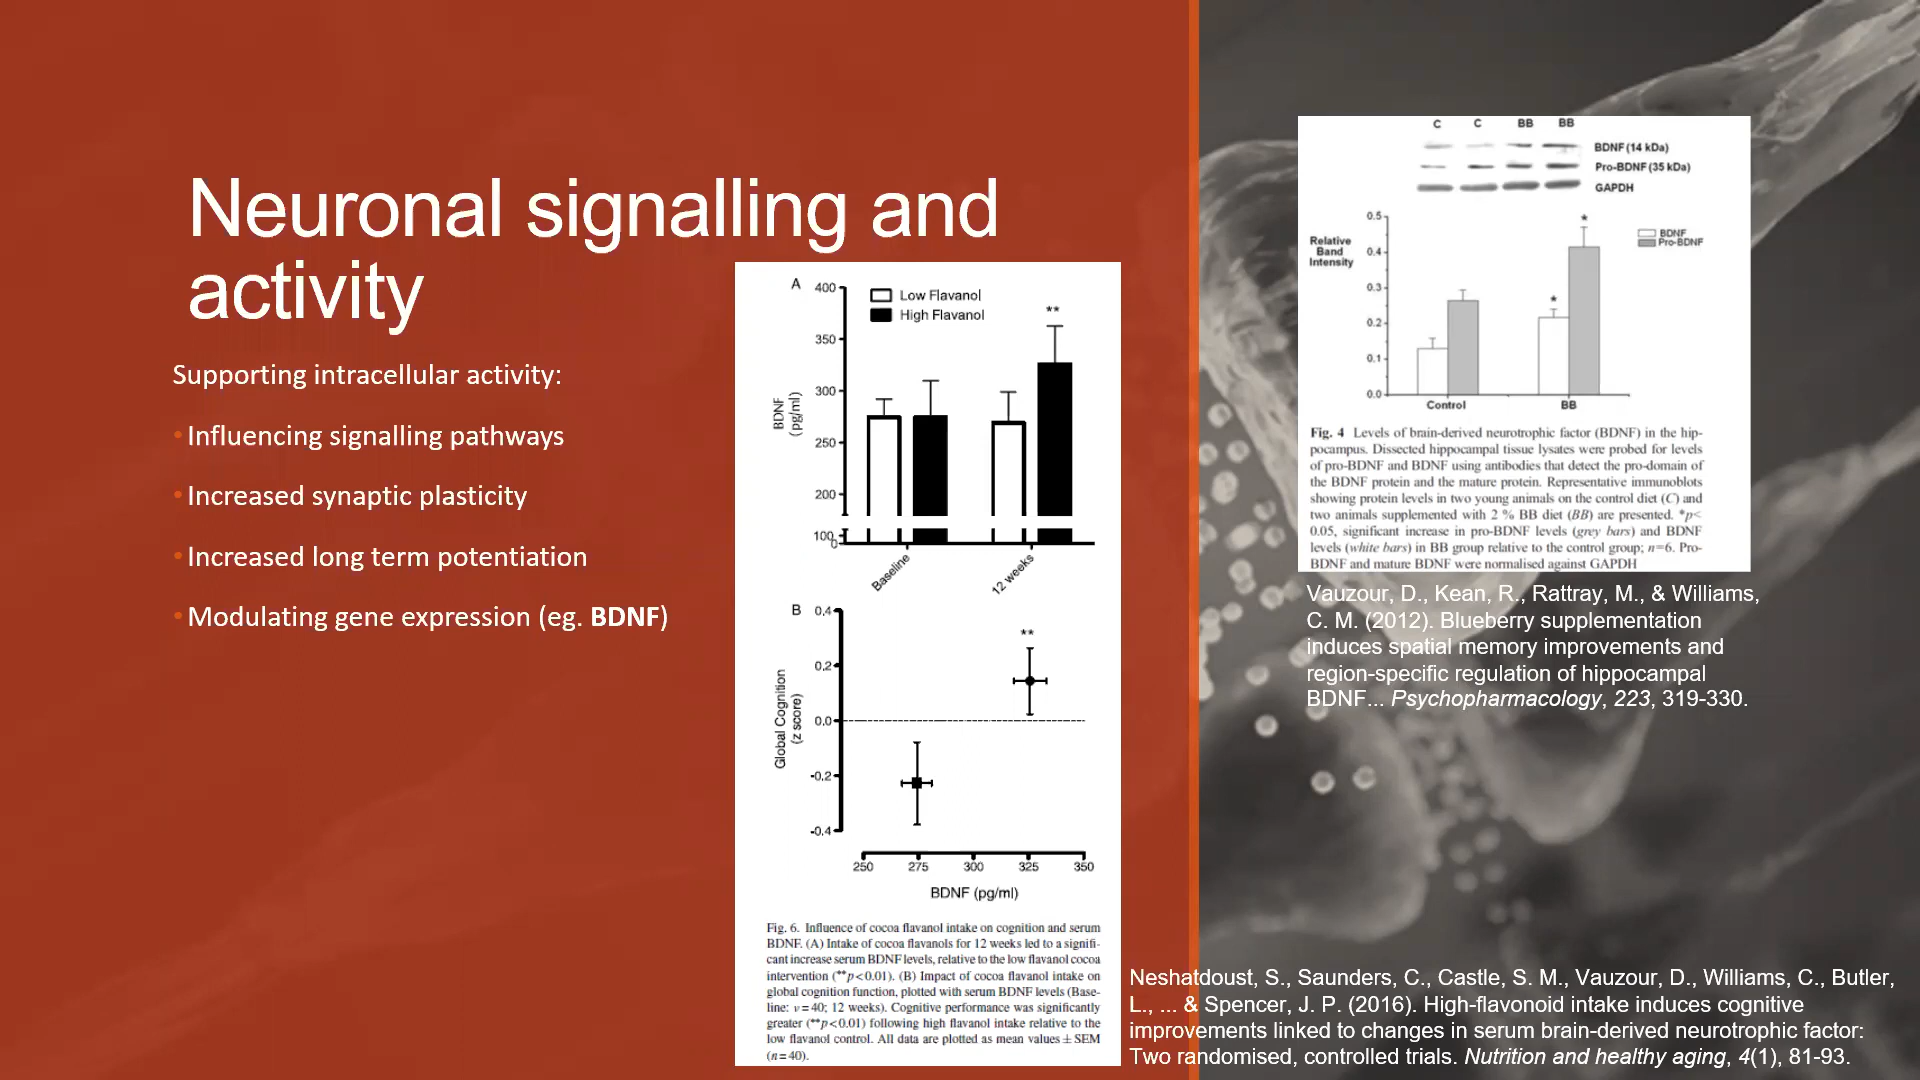 Neuronal signalling and
activity
Supporting intracellular activity:
• Influencing signalling pathways
• Increased synaptic plasticity
• Increased long term potentiation
• Modulating gene expression (eg. BDNF)
A
400
350
300
250
200
100
0
BDNF
(pg/ml)
Low Flavanol
High Flavanol
**
Baseline
12 weeks
B
0.4
0.2
0.0
-0.2
-0.4
Global Cognition
(z score)
**
250 275 300 325 350
BDNF (pg/ml)
Fig. 6. Influence of cocoa flavanol intake on cognition and serum
BDNF. (A) Intake of cocoa flavanols for 12 weeks led to a signifi-
cant increase serum BDNF levels, relative to the low flavanol cocoa
intervention (**p<0.01). (B) Impact of cocoa flavanol intake on
global cognition function, plotted with serum BDNF levels (Base-
line: v=40; 12 weeks). Cognitive performance was significantly
greater (**p<0.01) following high flavanol intake relative to the
low flavanol control. All data are plotted as mean values ± SEM
(n=40).
C C BB BB
BDNF (14 kDa)
Pro-BDNF (35 kDa)
GAPDH
Relative
Band
Intensity
0.5
0.4
0.3
0.2
0.1
0.0
*
*
BDNF
Pro-BDNF
Control BB
Fig. 4 Levels of brain-derived neurotrophic factor (BDNF) in the hip-
pocampus. Dissected hippocampal tissue lysates were probed for levels
of pro-BDNF and BDNF using antibodies that detect the pro-domain of
the BDNF protein and the mature protein. Representative immunoblots
showing protein levels in two young animals on the control diet (C) and
two animals supplemented with 2 % BB diet (BB) are presented. *p<
0.05, significant increase in pro-BDNF levels (grey bars) and BDNF
levels (white bars) in BB group relative to the control group; n=6. Pro-
BDNF and mature BDNF were normalised against GAPDH
Vauzour, D., Kean, R., Rattray, M., & Williams,
C. M. (2012). Blueberry supplementation
induces spatial memory improvements and
region-specific regulation of hippocampal
BDNF... Psychopharmacology, 223, 319-330.
Neshatdoust, S., Saunders, C., Castle, S. M., Vauzour, D., Williams, C., Butler,
L., ... & Spencer, J. P. (2016). High-flavonoid intake induces cognitive
improvements linked to changes in serum brain-derived neurotrophic factor:
Two randomised, controlled trials. Nutrition and healthy aging, 4(1), 81-93.